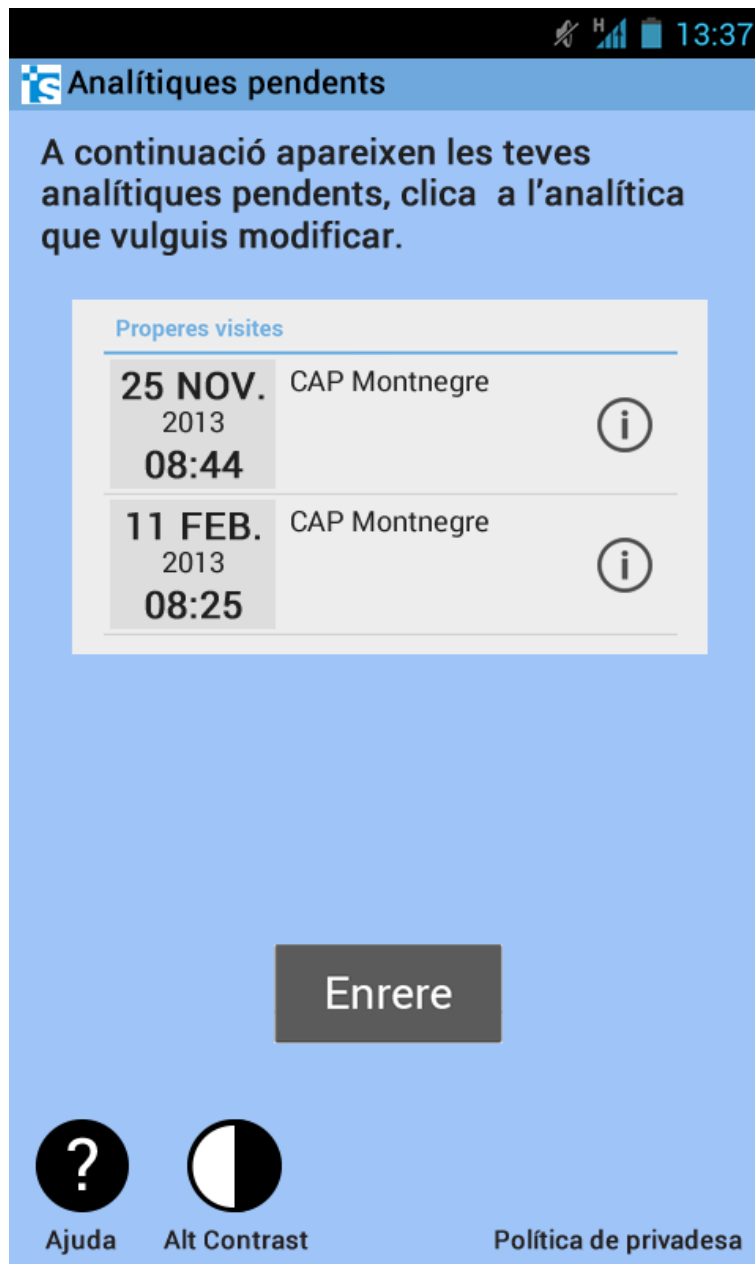 H 13:37
Analítiques pendents
A continuació apareixen les teves
analítiques pendents, clica  a l'analítica
que vulguis modificar.
Properes visites
25 NOV.
2013
08:44
CAP Montnegre
i
11 FEB.
2013
08:25
CAP Montnegre
i
Enrere
?
Ajuda
Alt Contrast
Política de privadesa